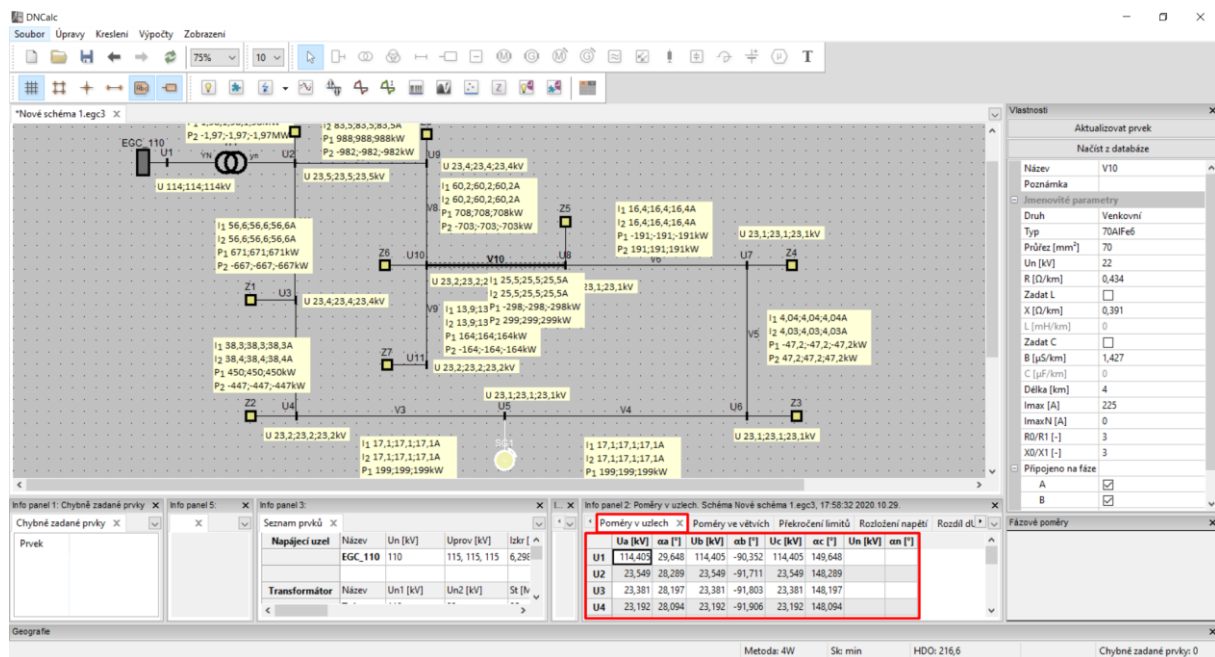 DNCalc
Soubor Úpravy Kreslení Výpočty Zobrazení
75% 10 T
*Nové schéma 1.egc3 X
P2 -1,97;-1,97;-1,97MW
I2 83,5;83,5;83,5A
P1 988;988;988kW
P2 -982;-982;-982kW
EGC_110
U1
YN yn
U2
U9
U 114;114;114kV
U 23,5;23,5;23,5kV
U 23,4;23,4;23,4kV
I1 60,2;60,2;60,2A
I2 60,2;60,2;60,2A
P1 708;708;708kW
P2 -703;-703;-703kW
V8
I1 56,6;56,6;56,6A
I2 56,6;56,6;56,6A
P1 671;671;671kW
P2 -667;-667;-667kW
Z5
I1 16,4;16,4;16,4A
I2 16,4;16,4;16,4A
P1 -191;-191;-191kW
P2 191;191;191kW
U 23,1;23,1;23,1kV
Z6 U10 V10 U8 V6 U7 Z4
U 23,2;23,2;2
I1 25,5;25,5;25,5A
I2 25,5;25,5;25,5A
P1 -298;-298;-298kW
P2 299;299;299kW
3,1;23,1kV
Z1 U3
U 23,4;23,4;23,4kV
V9
I1 13,9;13
I2 13,9;13
P1 164;164;164kW
P2 -164;-164;-164kW
I1 4,04;4,04;4,04A
I2 4,03;4,03;4,03A
P1 -47,2;-47,2;-47,2kW
P2 47,2;47,2;47,2kW
V5
I1 38,3;38,3;38,3A
I2 38,4;38,4;38,4A
P1 450;450;450kW
P2 -447;-447;-447kW
Z7 U11
U 23,2;23,2;23,2kV
U 23,1;23,1;23,1kV
Z2 U4 V3 U5 V4 U6 Z3
U 23,2;23,2;23,2kV
U 23,1;23,1;23,1kV
I1 17,1;17,1;17,1A
I2 17,1;17,1;17,1A
P1 199;199;199kW
SG1
I1 17,1;17,1;17,1A
I2 17,1;17,1;17,1A
P1 199;199;199kW
Vlastnosti X
Aktualizovat prvek
Načíst z databáze
Název V10
Poznámka
Jmenovité parametry
Druh Venkovní
Typ 70AlFe6
Průřez [mm²] 70
Un [kV] 22
R [Ω/km] 0,434
Zadat L
X [Ω/km] 0,391
L [mH/km] 0
Zadat C
B [µS/km] 1,427
C [µF/km] 0
Délka [km] 4
Imax [A] 225
ImaxN [A] 0
R0/R1 [-] 3
X0/X1 [-] 3
Připojeno na fáze
A
B
Fázové poměry X
Info panel 1: Chybně zadané prvky X
Chybně zadané prvky X
Prvek
Info panel 5: X
Info panel 3: X
Seznam prvků X
Napájecí uzel Název Un [kV] Uprov [kV] Izkr [
EGC_110 110 115, 115, 115 6,298
Transformátor Název Un1 [kV] Un2 [kV] St [M
I... X
Info panel 2: Poměry v uzlech. Schéma Nové schéma 1.egc3, 17:58:32 2020.10.29. X
Poměry v uzlech X Poměry ve větvích Překročení limitů Rozložení napětí Rozdíl dU
Ua [kV] αa [°] Ub [kV] αb [°] Uc [kV] αc [°] Un [kV] αn [°]
U1 114,405 29,648 114,405 -90,352 114,405 149,648
U2 23,549 28,289 23,549 -91,711 23,549 148,289
U3 23,381 28,197 23,381 -91,803 23,381 148,197
U4 23,192 28,094 23,192 -91,906 23,192 148,094
Geografie X
Metoda: 4W Sk: min HDO: 216,6 Chybně zadané prvky: 0